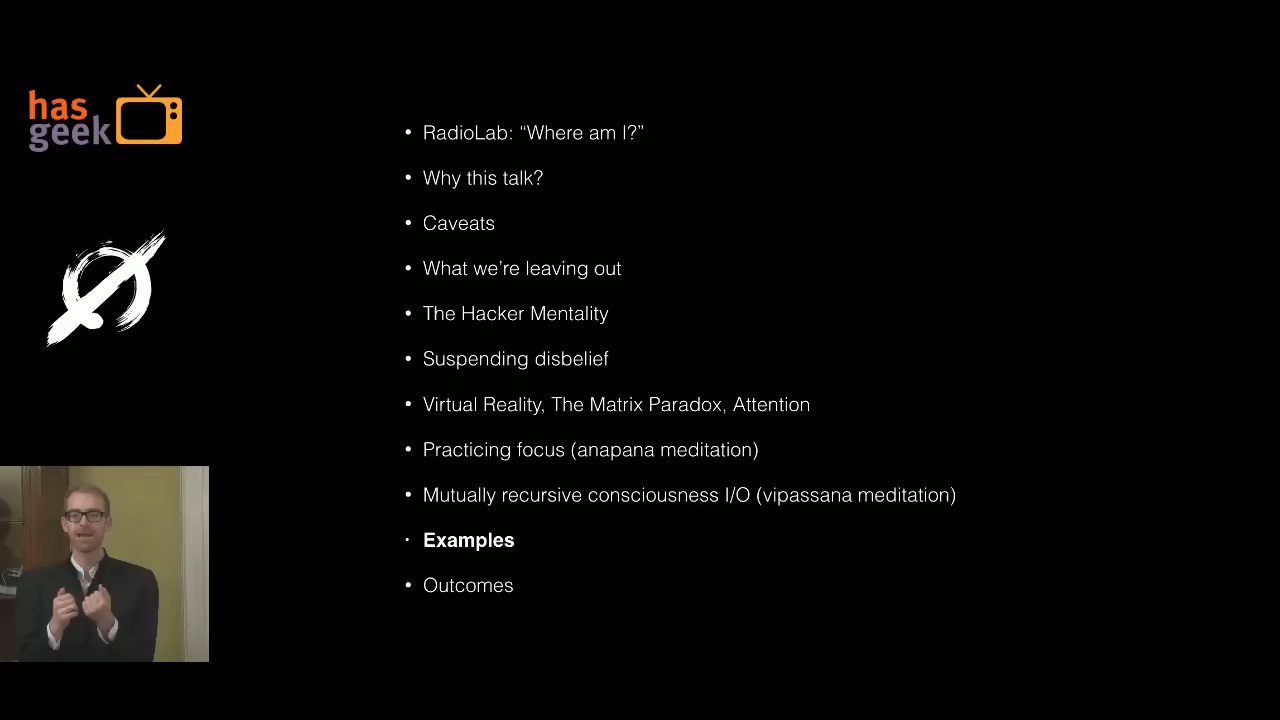 has
geek
• RadioLab: “Where am I?”
• Why this talk?
• Caveats
• What we’re leaving out
• The Hacker Mentality
• Suspending disbelief
• Virtual Reality, The Matrix Paradox, Attention
• Practicing focus (anapana meditation)
• Mutually recursive consciousness I/O (vipassana meditation)
• Examples
• Outcomes